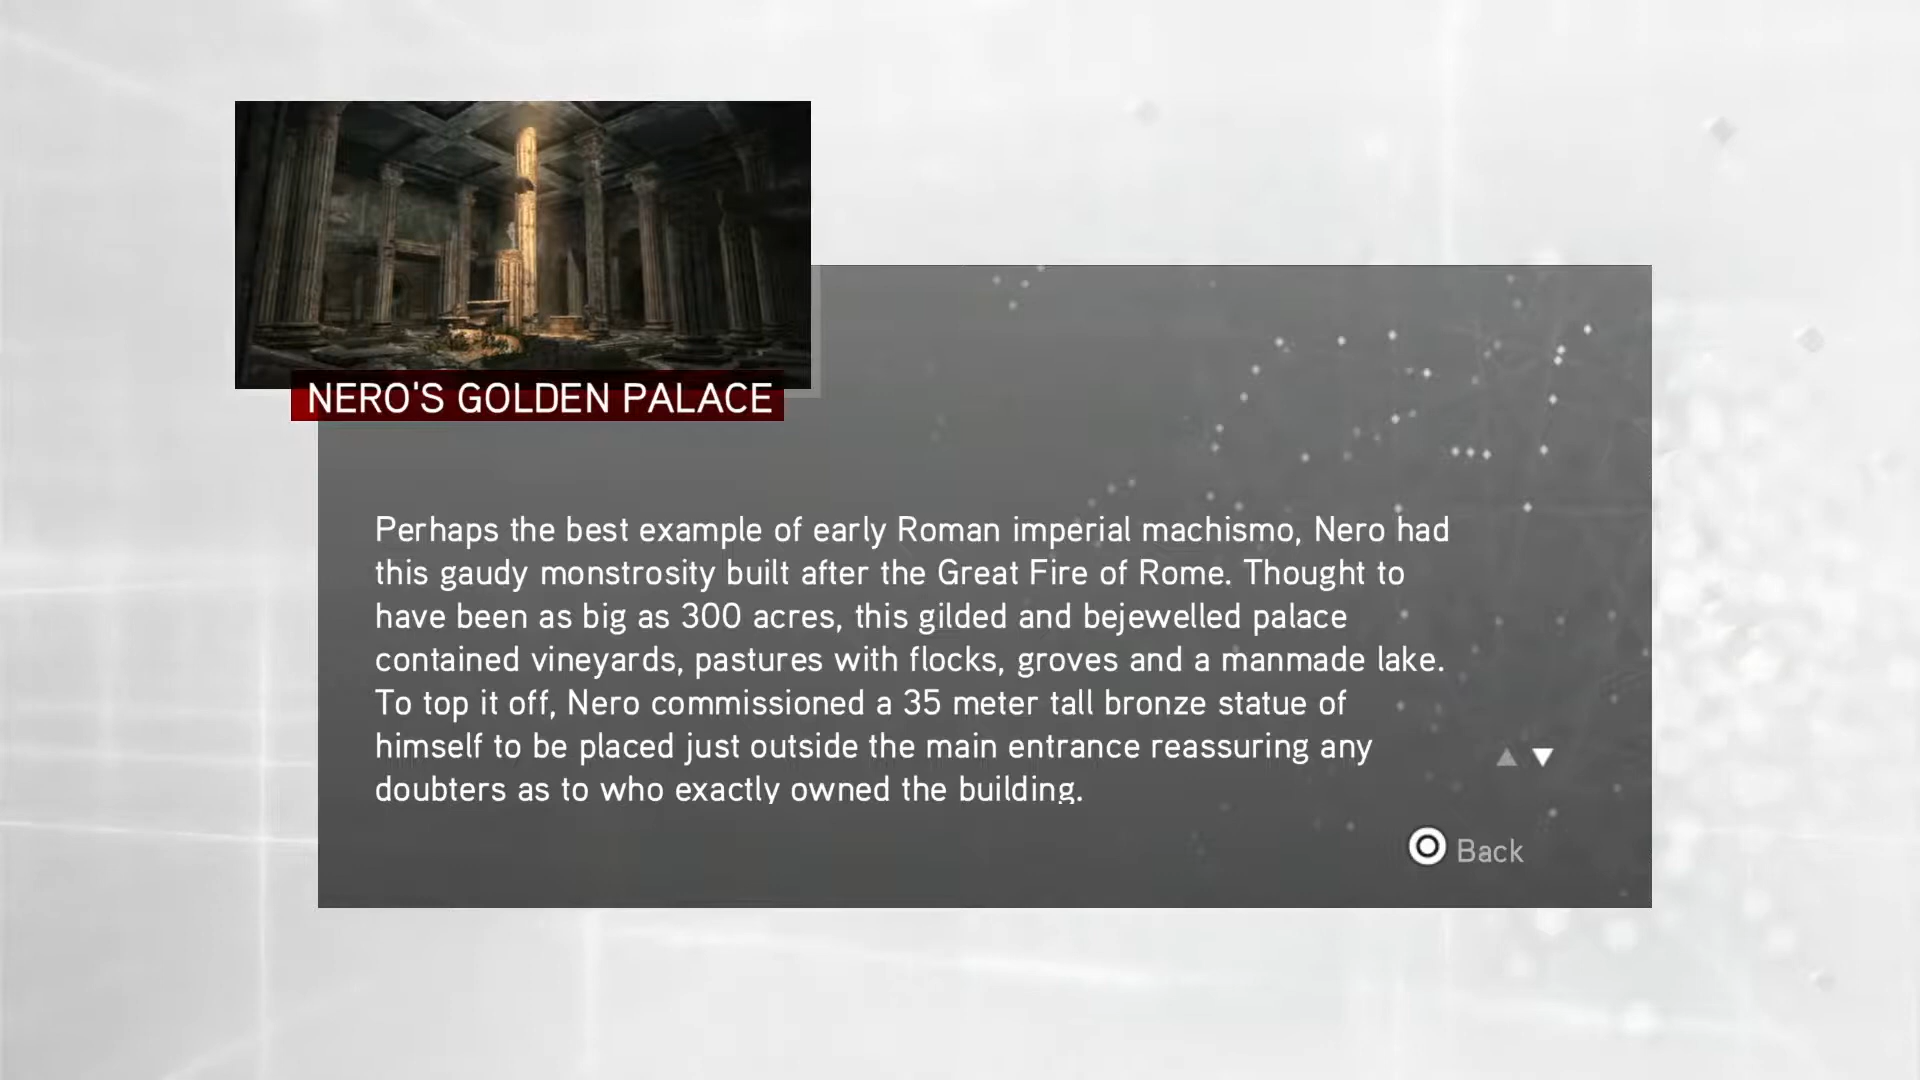 NERO'S GOLDEN PALACE
Perhaps the best example of early Roman imperial machismo, Nero had
this gaudy monstrosity built after the Great Fire of Rome. Thought to
have been as big as 300 acres, this gilded and bejewelled palace
contained vineyards, pastures with flocks, groves and a manmade lake.
To top it off, Nero commissioned a 35 meter tall bronze statue of
himself to be placed just outside the main entrance reassuring any
doubters as to who exactly owned the building.
Back